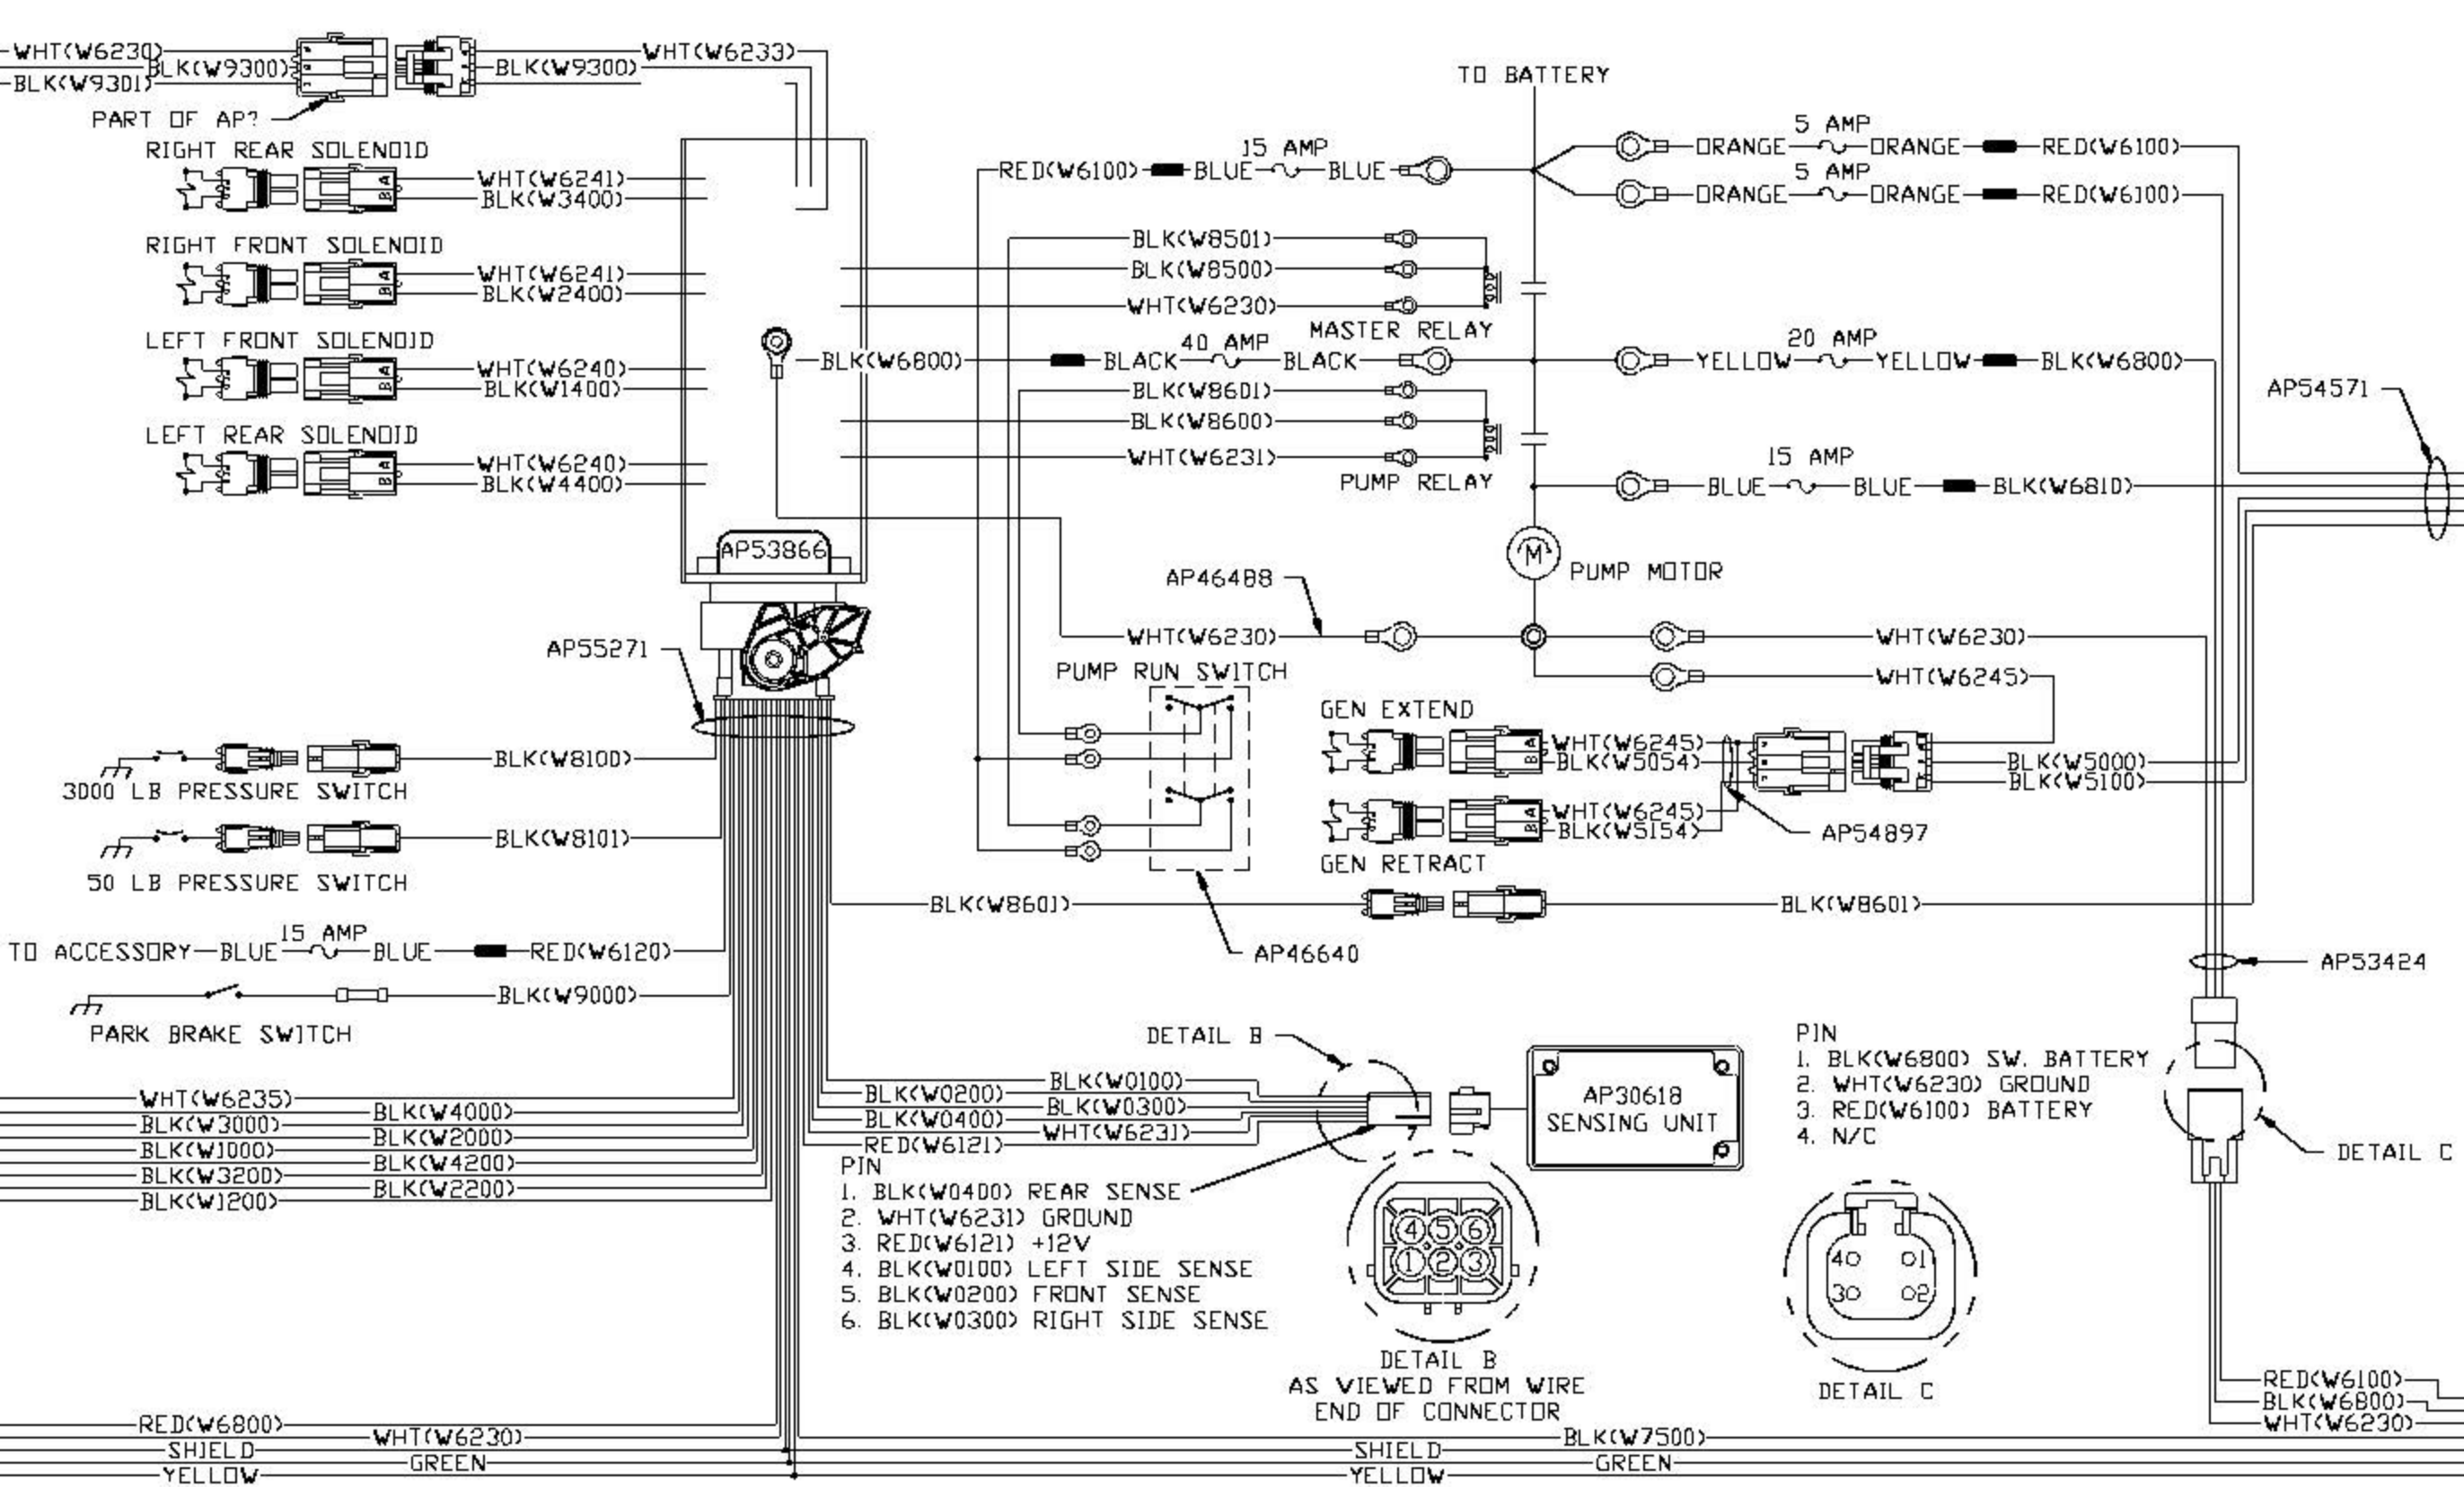 WHT(W6230)
BLK(W9300)
BLK(W9301)
WHT(W6233)
BLK(W9300)
PART OF AP?
RIGHT REAR SOLENOID
A
B
WHT(W6241)
BLK(W3400)
RIGHT FRONT SOLENOID
A
B
WHT(W6241)
BLK(W2400)
LEFT FRONT SOLENOID
A
B
WHT(W6240)
BLK(W1400)
LEFT REAR SOLENOID
A
B
WHT(W6240)
BLK(W4400)
AP53866
AP55271
BLK(W8100)
3000 LB PRESSURE SWITCH
BLK(W8101)
50 LB PRESSURE SWITCH
TO ACCESSORY
BLUE
15 AMP
BLUE
RED(W6120)
BLK(W9000)
PARK BRAKE SWITCH
WHT(W6235)
BLK(W4000)
BLK(W3000)
BLK(W2000)
BLK(W1000)
BLK(W4200)
BLK(W3200)
BLK(W2200)
BLK(W1200)
RED(W6800)
WHT(W6230)
SHIELD
GREEN
YELLOW
TO BATTERY
RED(W6100)
BLUE
15 AMP
BLUE
ORANGE
5 AMP
ORANGE
RED(W6100)
ORANGE
5 AMP
ORANGE
RED(W6100)
BLK(W8501)
BLK(W8500)
WHT(W6230)
MASTER RELAY
BLK(W6800)
BLACK
40 AMP
BLACK
YELLOW
20 AMP
YELLOW
BLK(W6800)
BLK(W8601)
BLK(W8600)
WHT(W6231)
PUMP RELAY
BLUE
15 AMP
BLUE
BLK(W6810)
AP54571
M
PUMP MOTOR
AP46488
WHT(W6230)
WHT(W6230)
WHT(W6245)
PUMP RUN SWITCH
AP46640
GEN EXTEND
A
B
WHT(W6245)
BLK(W5054)
BLK(W5000)
BLK(W5100)
A
B
WHT(W6245)
BLK(W5154)
GEN RETRACT
AP54897
BLK(W8601)
BLK(W8601)
AP53424
DETAIL B
BLK(W0100)
BLK(W0200)
BLK(W0300)
BLK(W0400)
WHT(W6231)
RED(W6121)
PIN
1. BLK(W0400) REAR SENSE
2. WHT(W6231) GROUND
3. RED(W6121) +12V
4. BLK(W0100) LEFT SIDE SENSE
5. BLK(W0200) FRONT SENSE
6. BLK(W0300) RIGHT SIDE SENSE
AP30618
SENSING UNIT
4 5 6
1 2 3
DETAIL B
AS VIEWED FROM WIRE
END OF CONNECTOR
PIN
1. BLK(W6800) SW. BATTERY
2. WHT(W6230) GROUND
3. RED(W6100) BATTERY
4. N/C
DETAIL C
4 1
3 2
DETAIL C
RED(W6100)
BLK(W6800)
WHT(W6230)
BLK(W7500)
SHIELD
GREEN
YELLOW